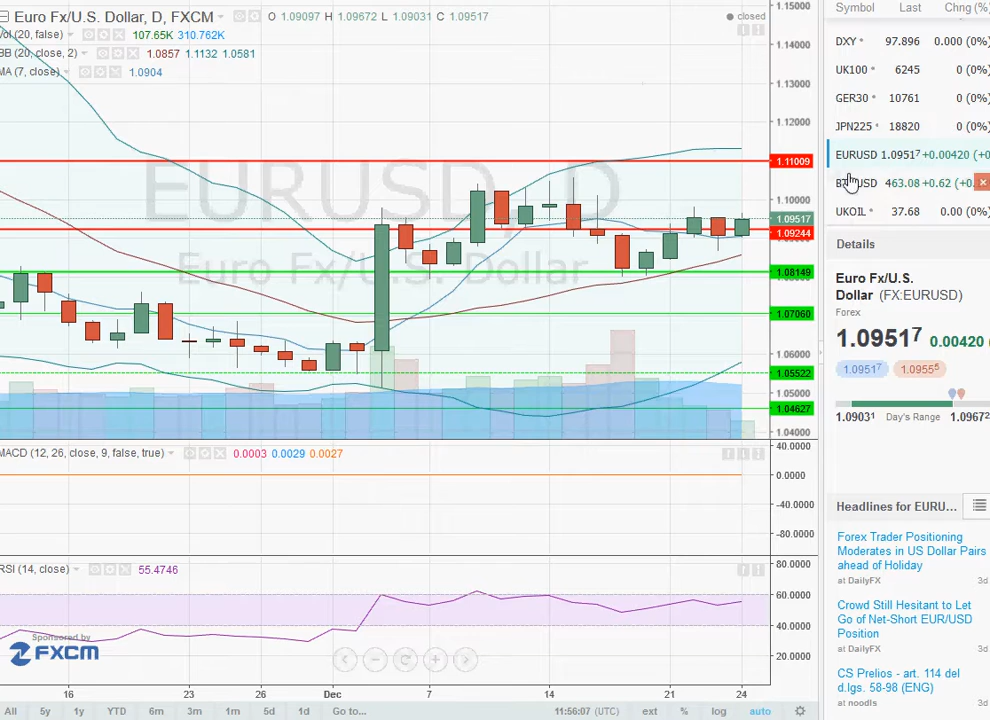 Euro Fx/U.S. Dollar, D, FXCM
O 1.09097 H 1.09672 L 1.09031 C 1.09517
closed
Vol (20, false) 107.65K 310.762K
BB (20, close, 2) 1.0857 1.1132 1.0581
MA (7, close) 1.0904
EURUSD, D
Euro Fx/U.S. Dollar
1.15000
1.14000
1.13000
1.12000
1.11009
1.10000
1.09517
1.09244
1.08149
1.07060
1.06000
1.05522
1.05000
1.04627
1.04000
MACD (12, 26, close, 9, false, true) 0.0003 0.0029 0.0027
40.0000
0.0000
-40.0000
-80.0000
RSI (14, close) 55.4746
80.0000
60.0000
40.0000
20.0000
Sponsored by
FXCM
16 23 26 Dec 7 14 21 24
All 5y 1y YTD 6m 3m 1m 5d 1d Go to... 11:56:07 (UTC) ext % log auto
Symbol Last Chng (%)
DXY 97.896 0.000 (0%)
UK100 6245 0 (0%)
GER30 10761 0 (0%)
JPN225 18820 0 (0%)
EURUSD 1.09517 +0.00420 (+0
463.08 +0.62 (+0.
UKOIL 37.68 0.00 (0%)
Details
Euro Fx/U.S.
Dollar (FX:EURUSD)
Forex
1.09517 0.00420
1.09517 1.09555
1.09031 Day's Range 1.09672
Headlines for EURU...
Forex Trader Positioning
Moderates in US Dollar Pairs
ahead of Holiday
at DailyFX 3d
Crowd Still Hesitant to Let
Go of Net-Short EUR/USD
Position
at DailyFX 3d
CS Prelios - art. 114 del
d.lgs. 58-98 (ENG)
at noodls 3d